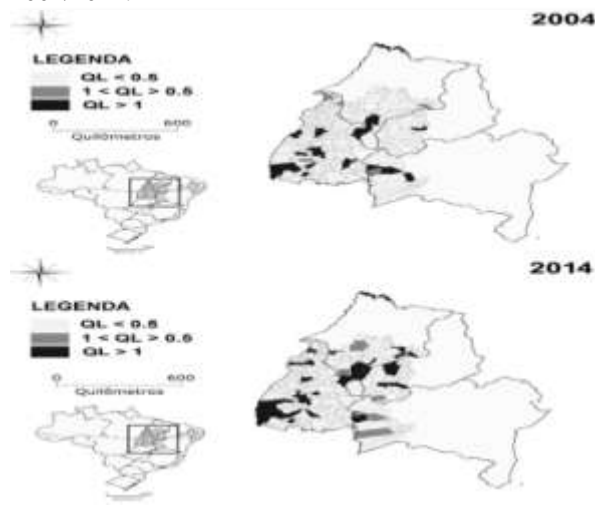 2004
LEGENDA
QL < 0.5
1 < QL > 0.5
QL > 1
0 600
Quilômetros
2014
LEGENDA
QL < 0.5
1 < QL > 0.5
QL > 1
0 600
Quilômetros